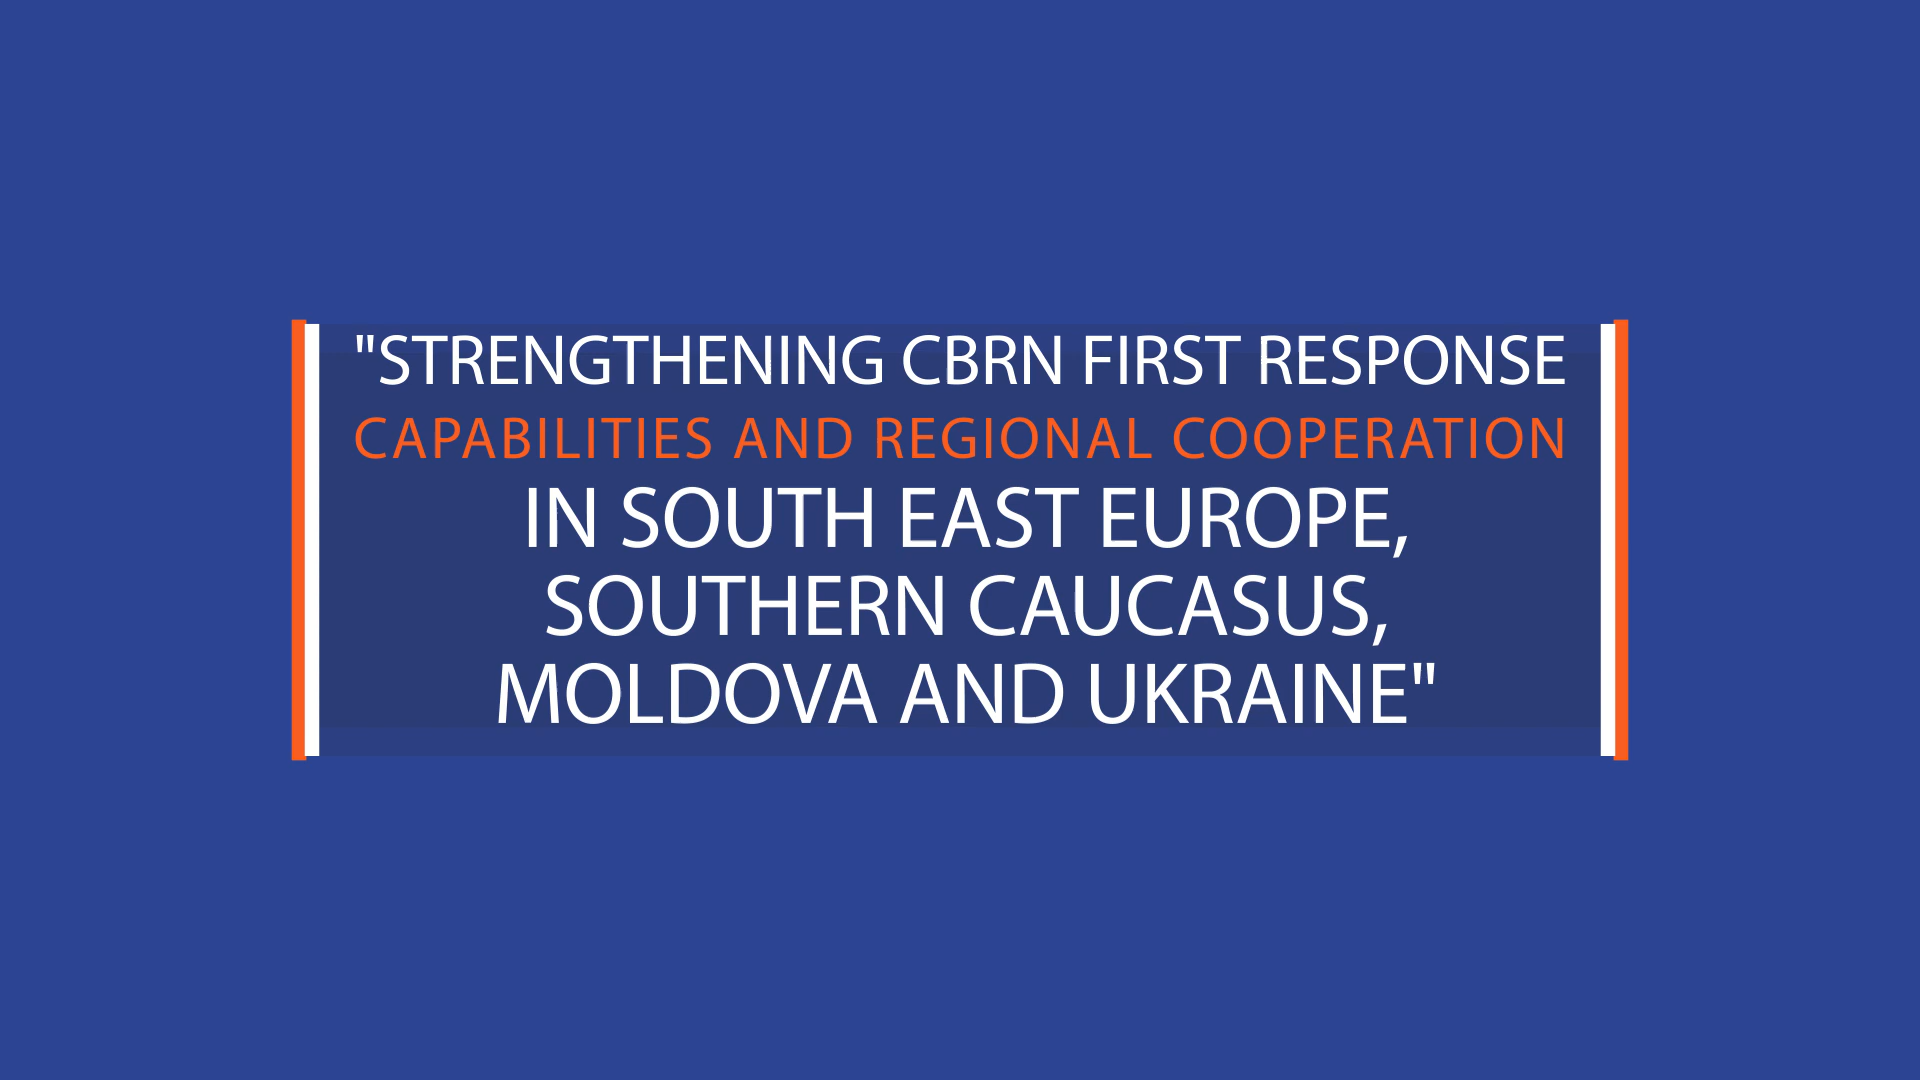 "STRENGTHENING CBRN FIRST RESPONSE
CAPABILITIES AND REGIONAL COOPERATION
IN SOUTH EAST EUROPE,
SOUTHERN CAUCASUS,
MOLDOVA AND UKRAINE"